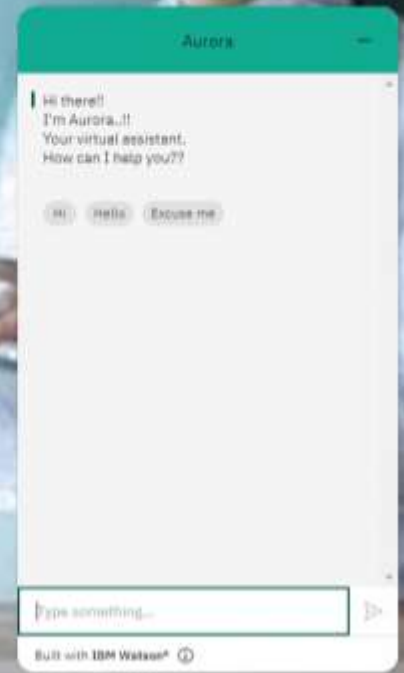 Aurora
Hi there!!
I'm Aurora..!!
Your virtual assistant.
How can I help you??
Hi
Hello
Excuse me
Type something...
Built with IBM Watson®